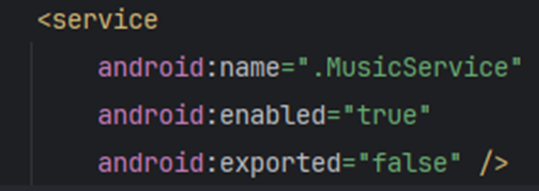 <service
android:name=".MusicService"
android:enabled="true"
android:exported="false" />